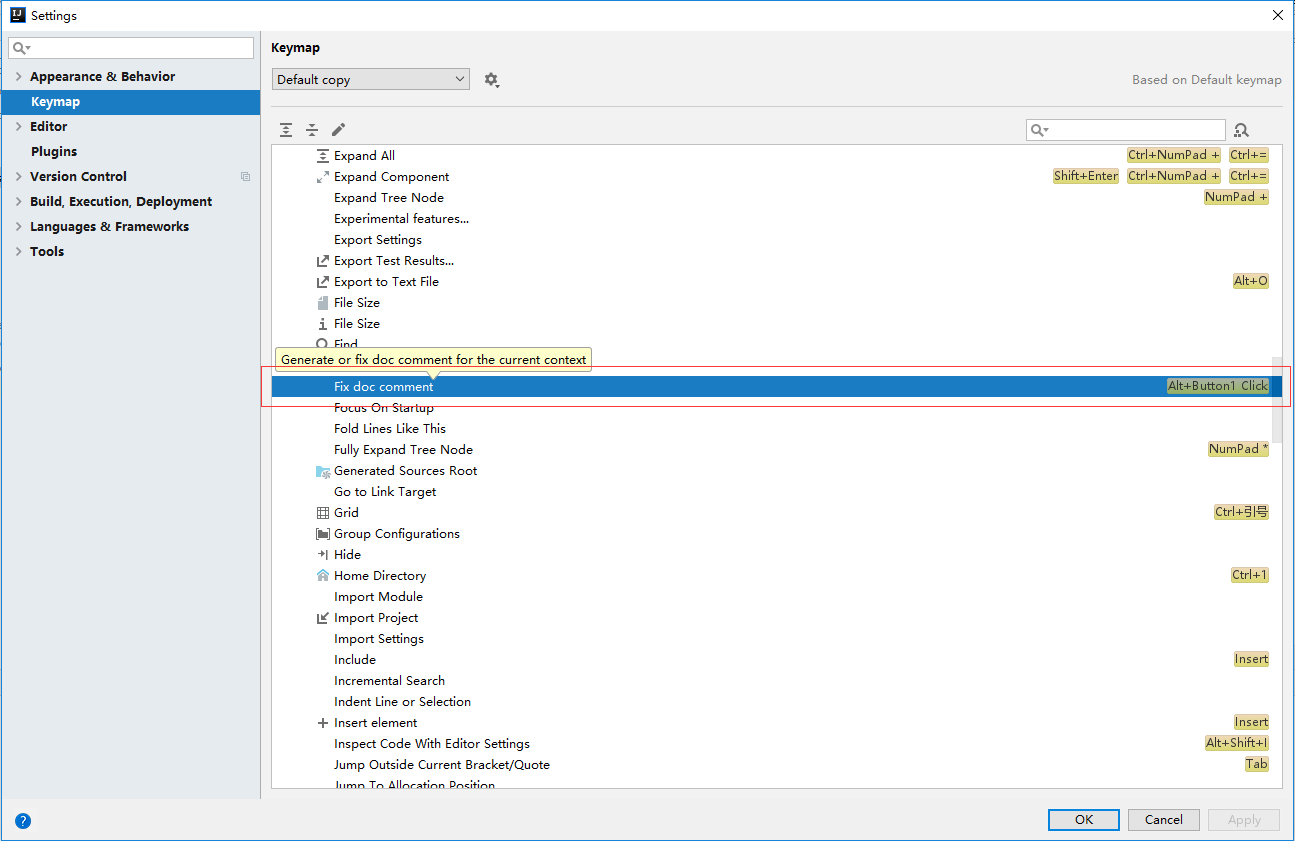 IJ Settings
Keymap
Appearance & Behavior
Default copy
Based on Default keymap
Keymap
Editor
Plugins
Version Control
Build, Execution, Deployment
Languages & Frameworks
Tools
Expand All Ctrl+NumPad + Ctrl+=
Expand Component Shift+Enter Ctrl+NumPad + Ctrl+=
Expand Tree Node NumPad +
Experimental features...
Export Settings
Export Test Results...
Export to Text File Alt+O
File Size
File Size
Find
Generate or fix doc comment for the current context
Fix doc comment Alt+Button1 Click
Focus On Startup
Fold Lines Like This
Fully Expand Tree Node NumPad *
Generated Sources Root
Go to Link Target
Grid Ctrl+引号
Group Configurations
Hide
Home Directory Ctrl+1
Import Module
Import Project
Import Settings
Include Insert
Incremental Search
Indent Line or Selection
Insert element Insert
Inspect Code With Editor Settings Alt+Shift+I
Jump Outside Current Bracket/Quote Tab
Jump To Allocation Position
? OK Cancel Apply